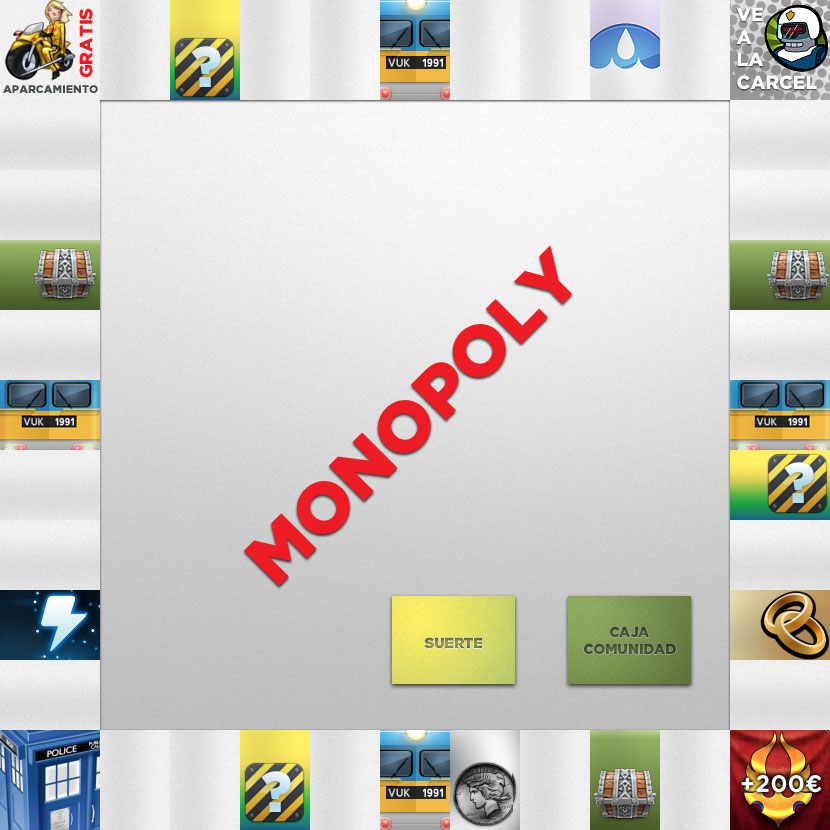 GRATIS
APARCAMIENTO
?
VUK 1991
VE
A
LA
CARCEL
VUK 1991
VUK 1991
?
MONOPOLY
SUERTE
CAJA
COMUNIDAD
POLICE
?
VUK 1991
+200€